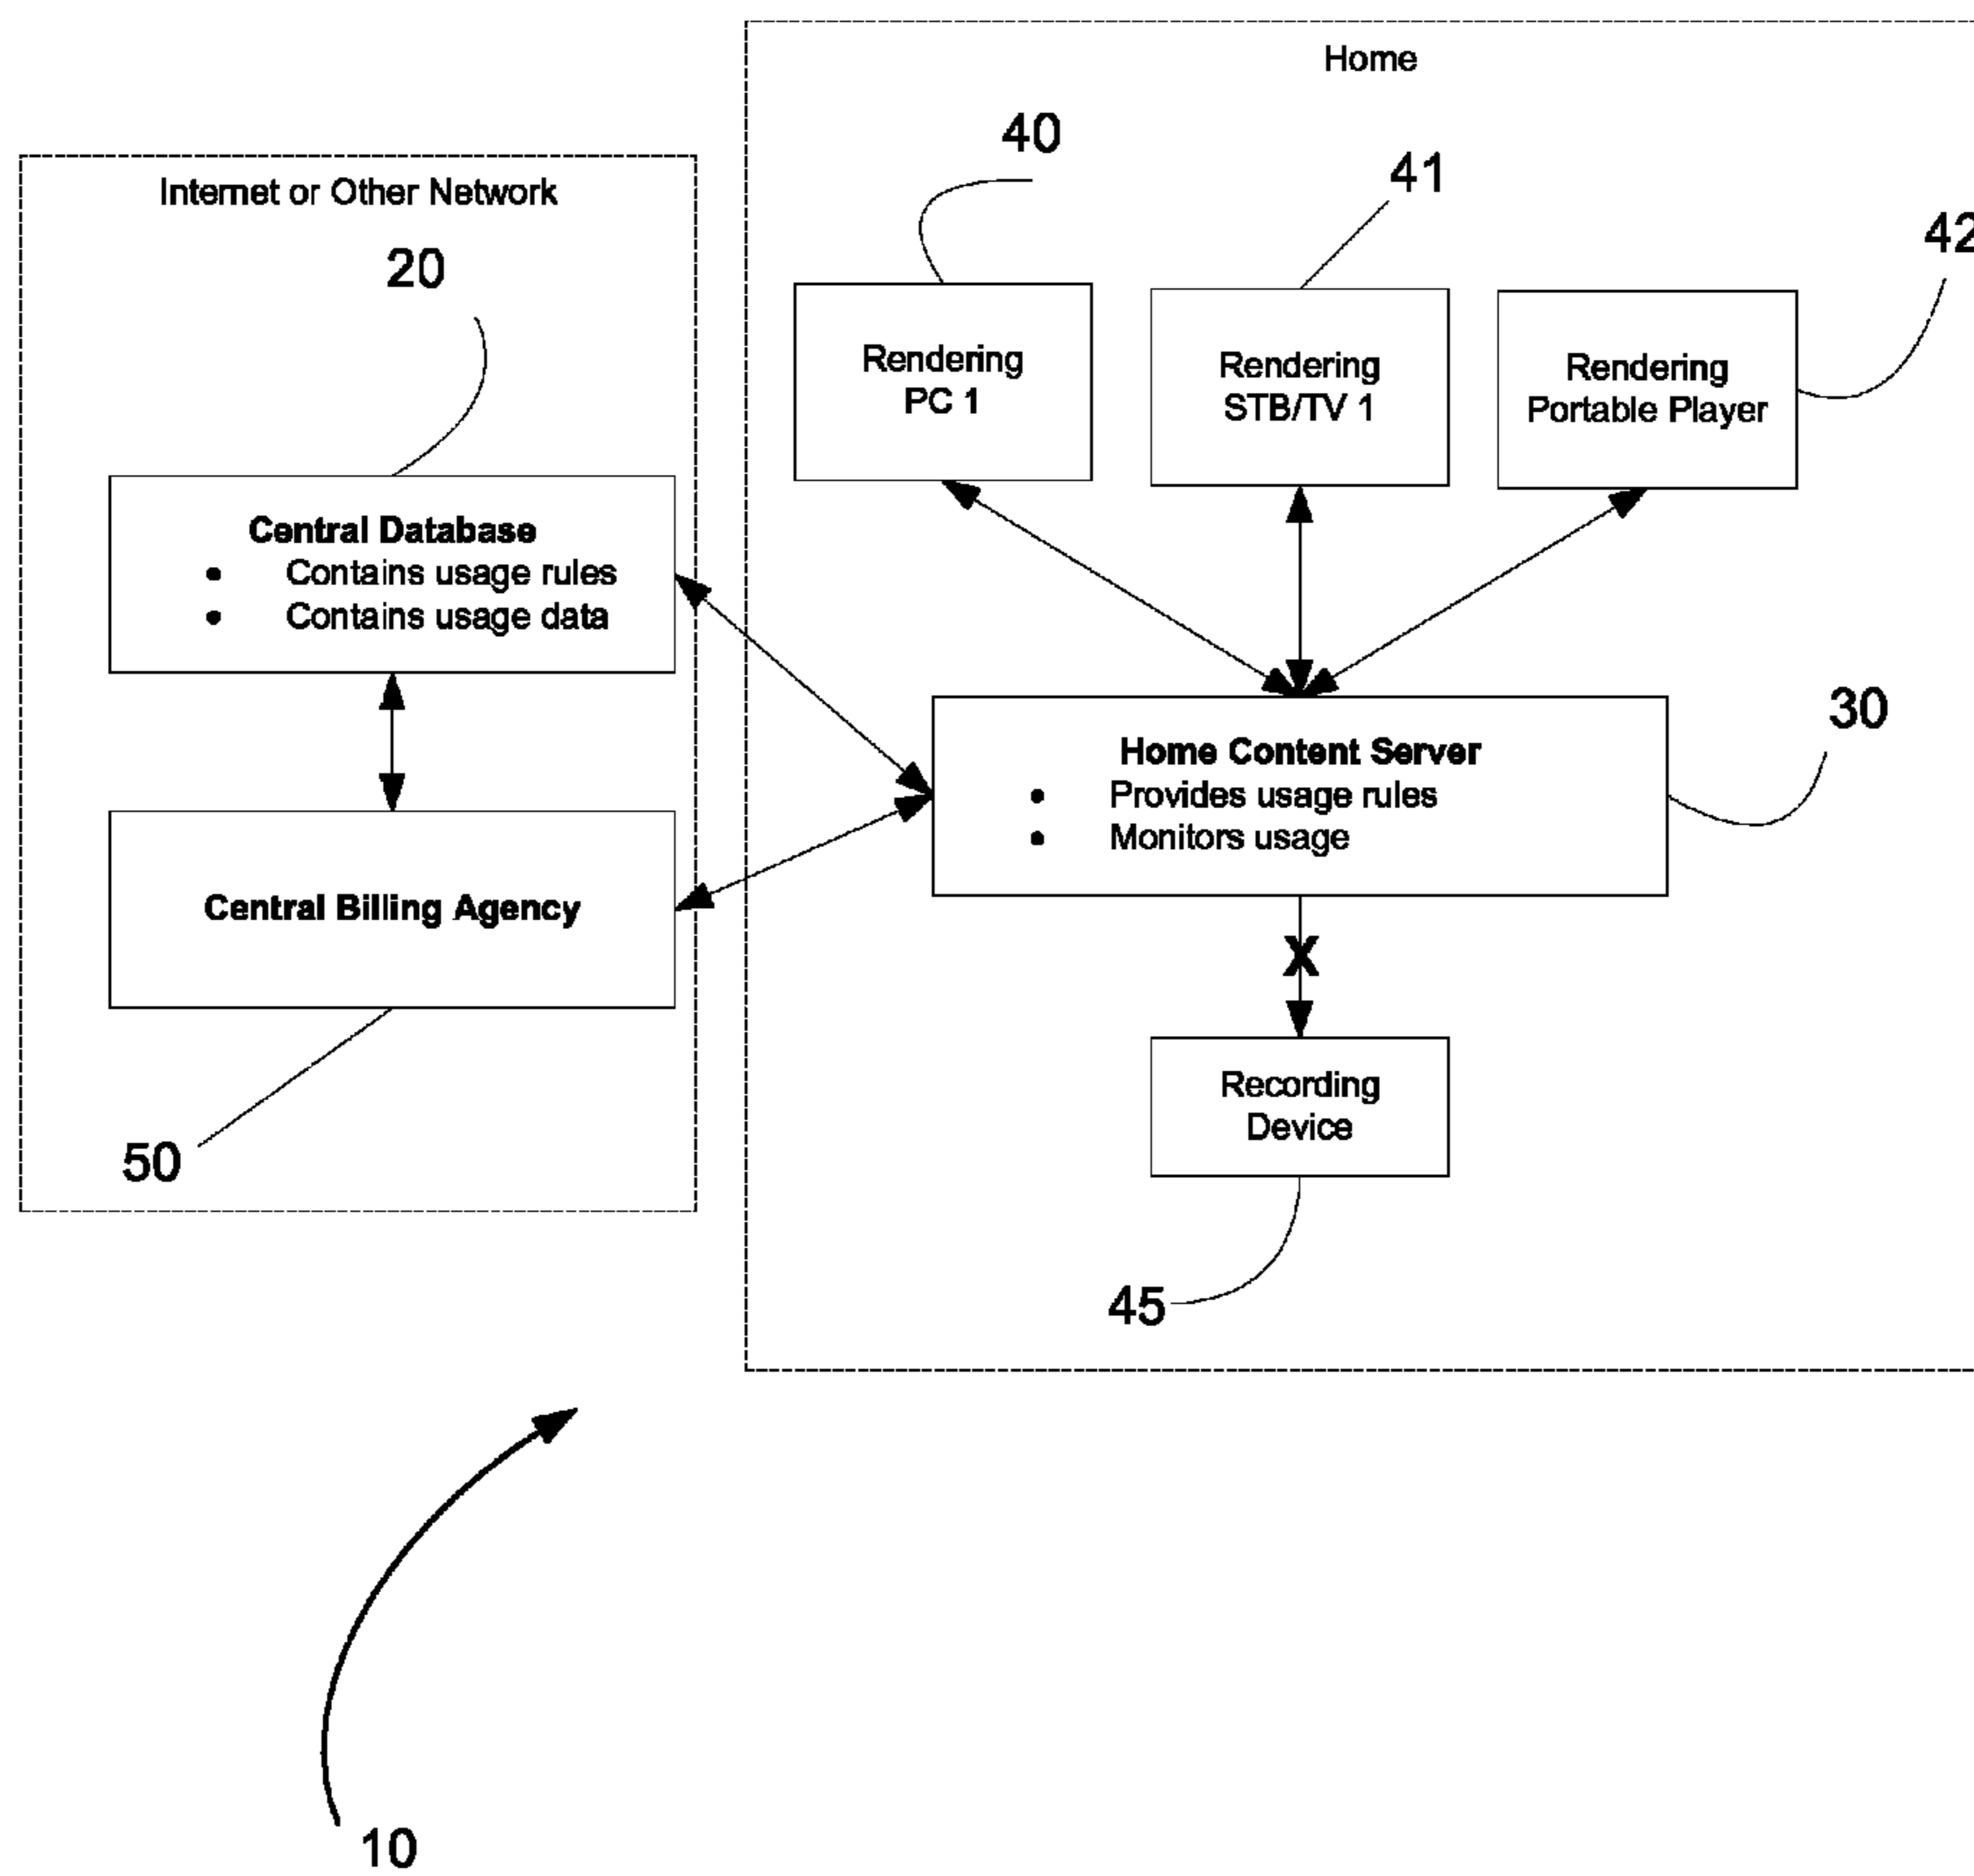 Home
40
41
42
Internet or Other Network
20
Rendering
PC 1
Rendering
STB/TV 1
Rendering
Portable Player
Central Database
• Contains usage rules
• Contains usage data
30
Home Content Server
• Provides usage rules
• Monitors usage
Central Billing Agency
X
Recording
Device
50
45
10